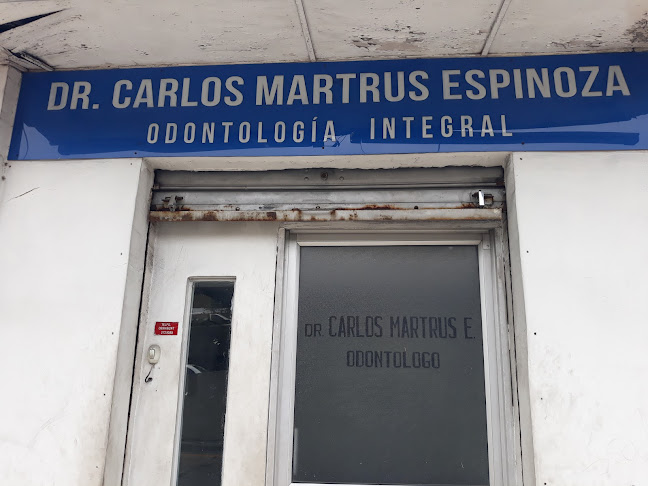 DR. CARLOS MARTRUS ESPINOZA
ODONTOLOGÍA INTEGRAL
DR. CARLOS MARTRUS E.
ODONTOLOGO